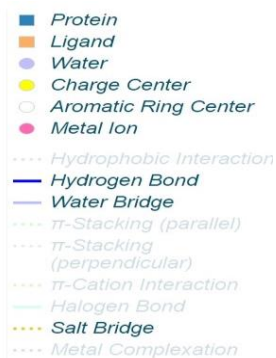 Protein
Ligand
Water
Charge Center
Aromatic Ring Center
Metal Ion
Hydrophobic Interaction
Hydrogen Bond
Water Bridge
π-Stacking (parallel)
π-Stacking
(perpendicular)
π-Cation Interaction
Halogen Bond
Salt Bridge
Metal Complexation